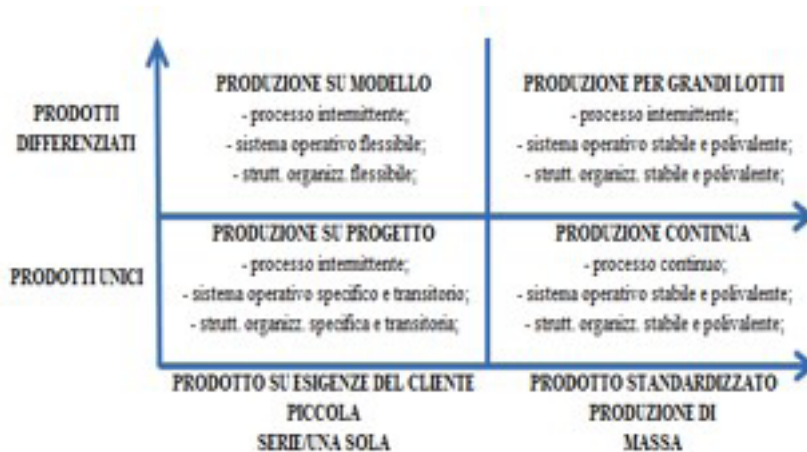 PRODOTTI
DIFFERENZIATI
PRODUZIONE SU MODELLO
- processo intermittente;
- sistema operativo flessibile;
- strutt. organizz. flessibile;
PRODUZIONE PER GRANDI LOTTI
- processo intermittente;
- sistema operativo stabile e polivalente;
- strutt. organizz. stabile e polivalente;
PRODOTTI UNICI
PRODUZIONE SU PROGETTO
- processo intermittente;
- sistema operativo specifico e transitorio;
- strutt. organizz. specifica e transitoria;
PRODUZIONE CONTINUA
- processo continuo;
- sistema operativo stabile e polivalente;
- strutt. organizz. stabile e polivalente;
PRODOTTO SU ESIGENZE DEL CLIENTE
PICCOLA
SERIE/UNA SOLA
PRODOTTO STANDARDIZZATO
PRODUZIONE DI
MASSA